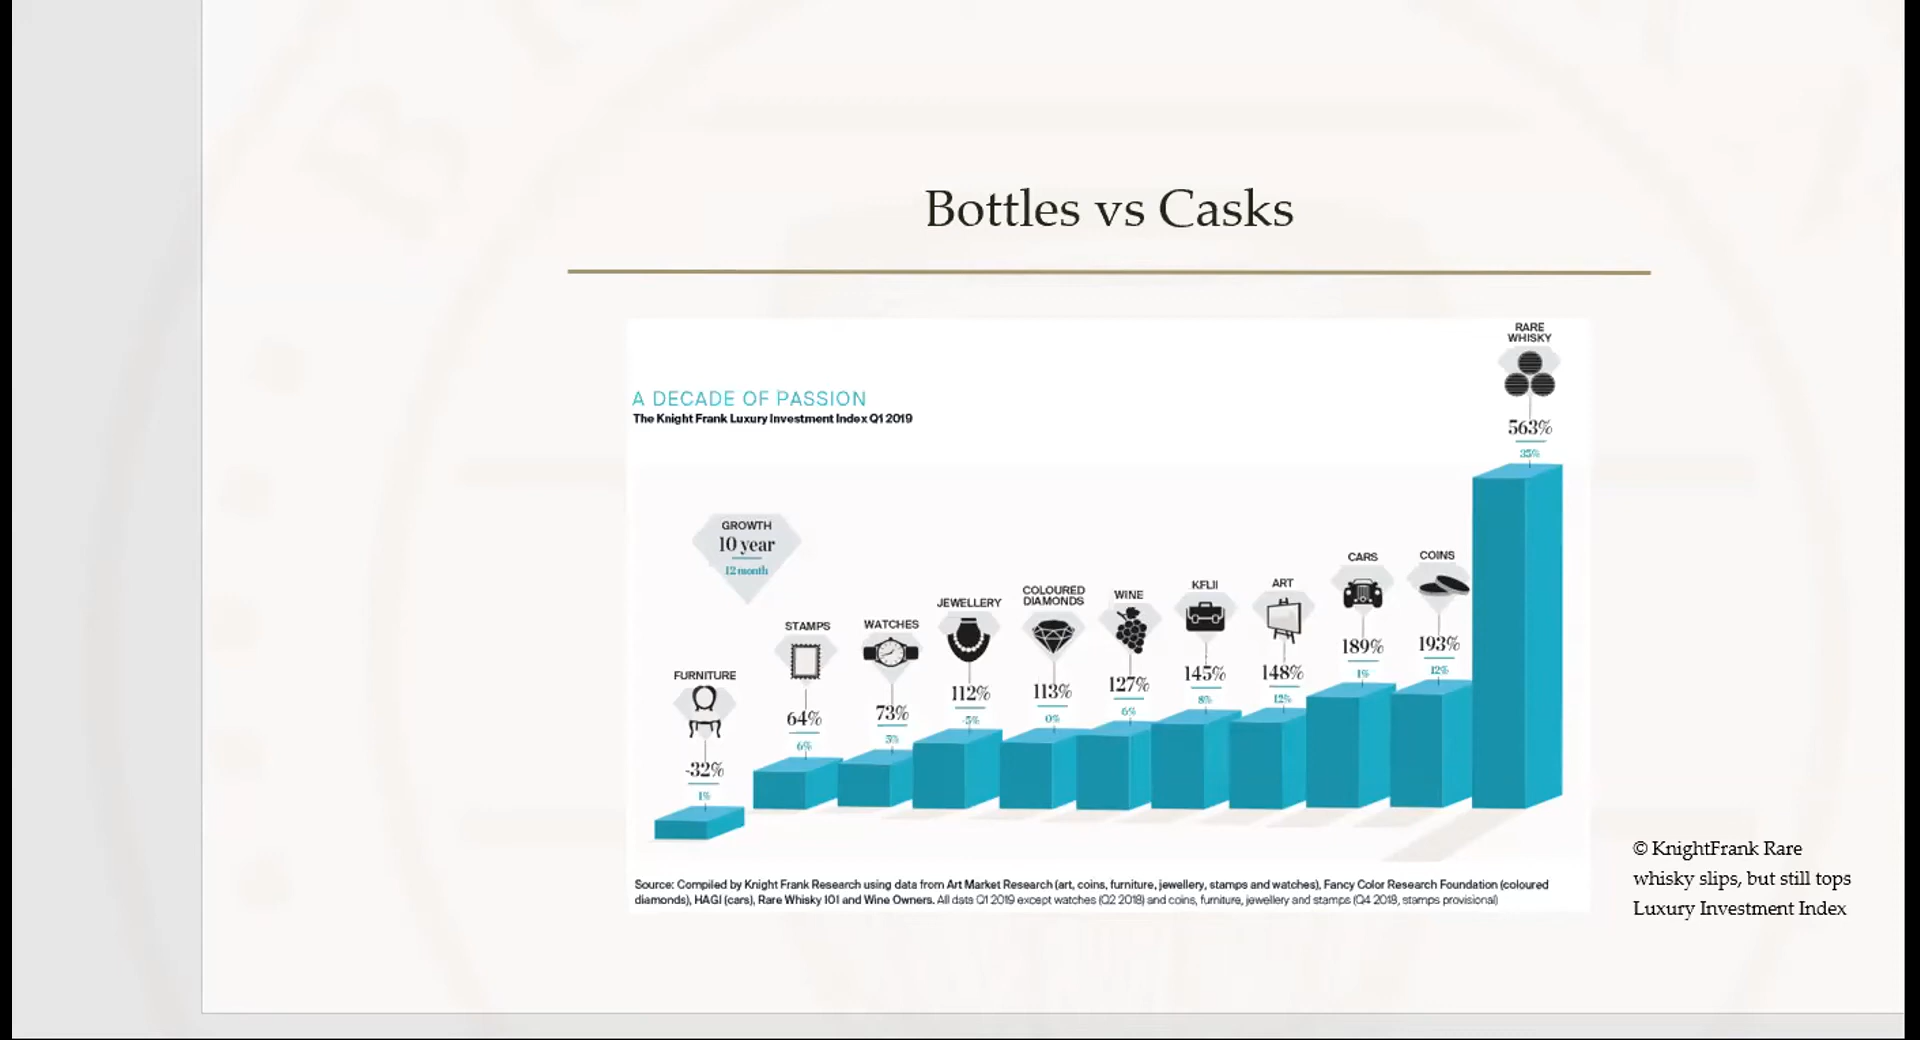 Bottles vs Casks
A DECADE OF PASSION
The Knight Frank Luxury Investment Index Q1 2019
GROWTH
10 year
12 month
FURNITURE
-32%
1%
STAMPS
64%
6%
WATCHES
73%
3%
JEWELLERY
112%
-5%
COLOURED
DIAMONDS
113%
0%
WINE
127%
6%
KFLII
145%
8%
ART
148%
12%
CARS
189%
1%
COINS
193%
12%
RARE
WHISKY
563%
35%
Source: Compiled by Knight Frank Research using data from Art Market Research (art, coins, furniture, jewellery, stamps and watches), Fancy Color Research Foundation (coloured
diamonds), HAGI (cars), Rare Whisky 101 and Wine Owners. All data Q1 2019 except watches (Q2 2018) and coins, furniture, jewellery and stamps (Q4 2018, stamps provisional)
© KnightFrank Rare
whisky slips, but still tops
Luxury Investment Index